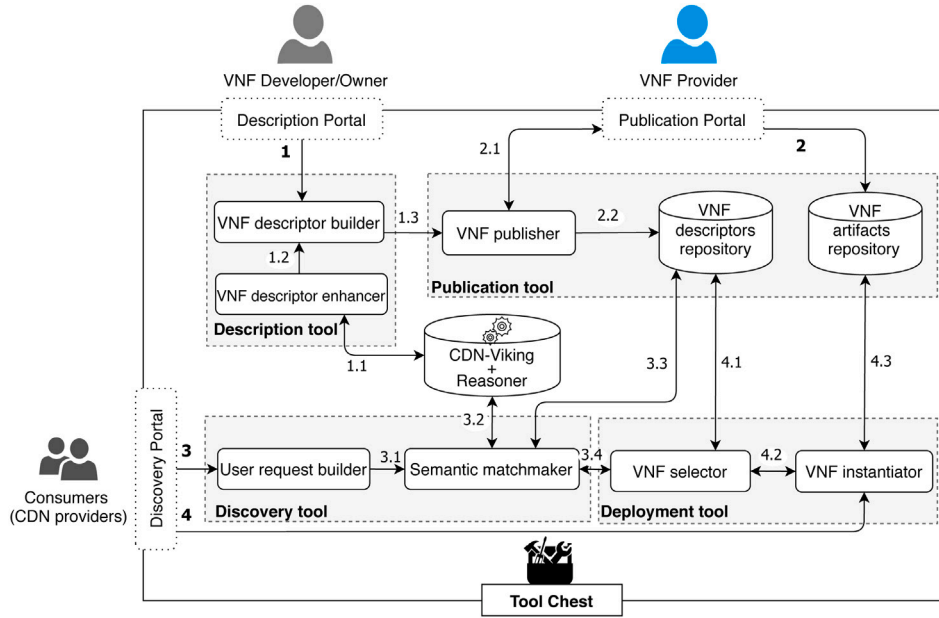 VNF Developer/Owner
VNF Provider
Description Portal
Publication Portal
1
2.1
2
VNF descriptor builder
1.3
VNF publisher
2.2
VNF
descriptors
repository
VNF
artifacts
repository
1.2
VNF descriptor enhancer
Description tool
Publication tool
1.1
CDN-Viking
+
Reasoner
3.3
4.1
4.3
3.2
Consumers
(CDN providers)
Discovery Portal
3
User request builder
3.1
Semantic matchmaker
3.4
VNF selector
4.2
VNF instantiator
4
Discovery tool
Deployment tool
Tool Chest